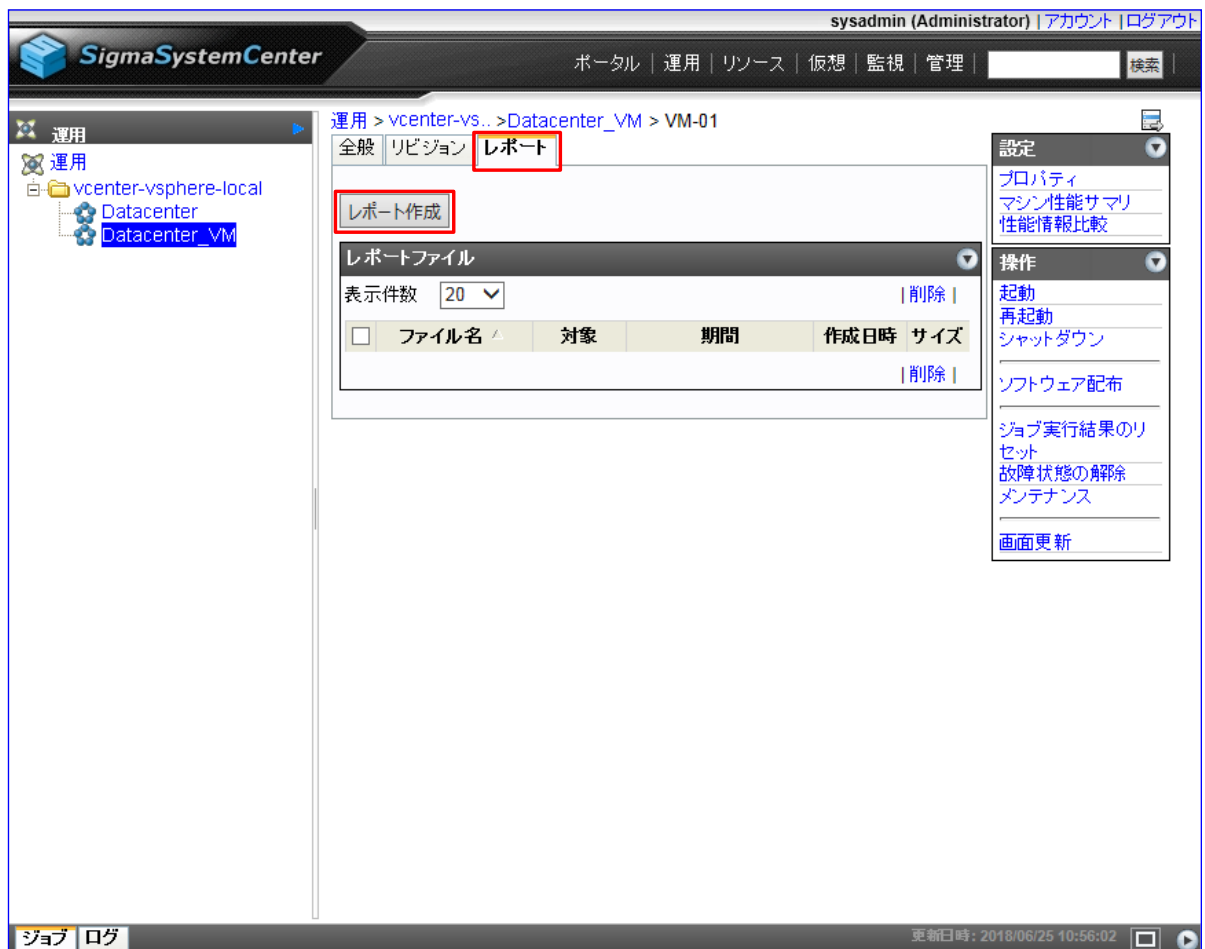 sysadmin (Administrator) | アカウント | ログアウト
SigmaSystemCenter
ポータル | 運用 | リソース | 仮想 | 監視 | 管理 | 検索 |
運用
運用
vcenter-vsphere-local
Datacenter
Datacenter_VM
運用 > vcenter-vs.. >Datacenter_VM > VM-01
全般 リビジョン レポート
レポート作成
レポートファイル
表示件数 20 | 削除 |
ファイル名 対象 期間 作成日時 サイズ
| 削除 |
設定
プロパティ
マシン性能サマリ
性能情報比較
操作
起動
再起動
シャットダウン
ソフトウェア配布
ジョブ実行結果のリ
セット
故障状態の解除
メンテナンス
画面更新
ジョブ ログ
更新日時: 2018/06/25 10:56:02